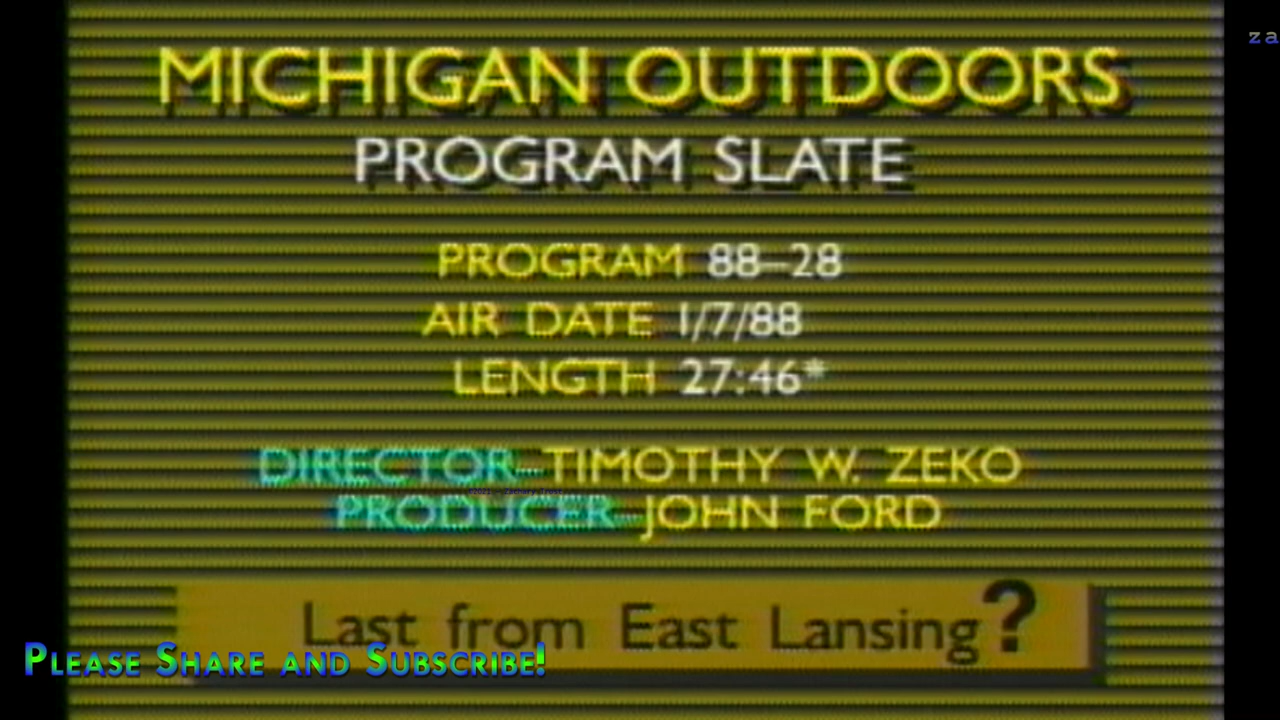 za
MICHIGAN OUTDOORS
PROGRAM SLATE
PROGRAM 88-28
AIR DATE 1/7/88
LENGTH 27:46*
DIRECTOR-TIMOTHY W. ZEKO
PRODUCER-JOHN FORD
Last from East Lansing?
Please Share and Subscribe!